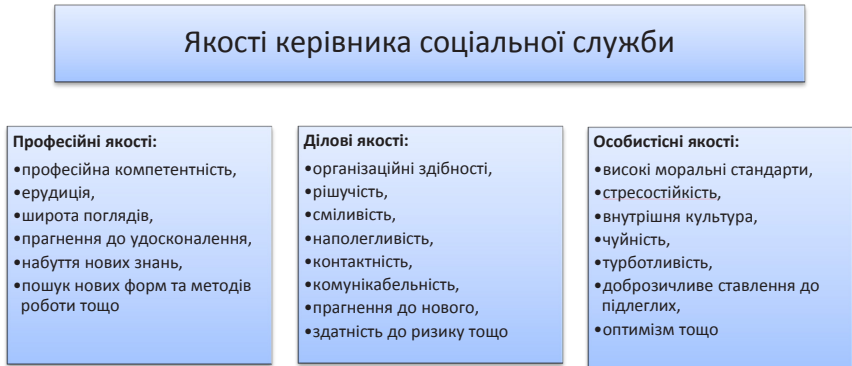 Якості керівника соціальної служби
Професійні якості:
•професійна компетентність,
•ерудиція,
•широта поглядів,
•прагнення до удосконалення,
•набуття нових знань,
•пошук нових форм та методів
роботи тощо
Ділові якості:
•організаційні здібності,
•рішучість,
•сміливість,
•наполегливість,
•контактність,
•комунікабельність,
•прагнення до нового,
•здатність до ризику тощо
Особистісні якості:
•високі моральні стандарти,
•стресостійкість,
•внутрішня культура,
•чуйність,
•турботливість,
•доброзичливе ставлення до
підлеглих,
•оптимізм тощо